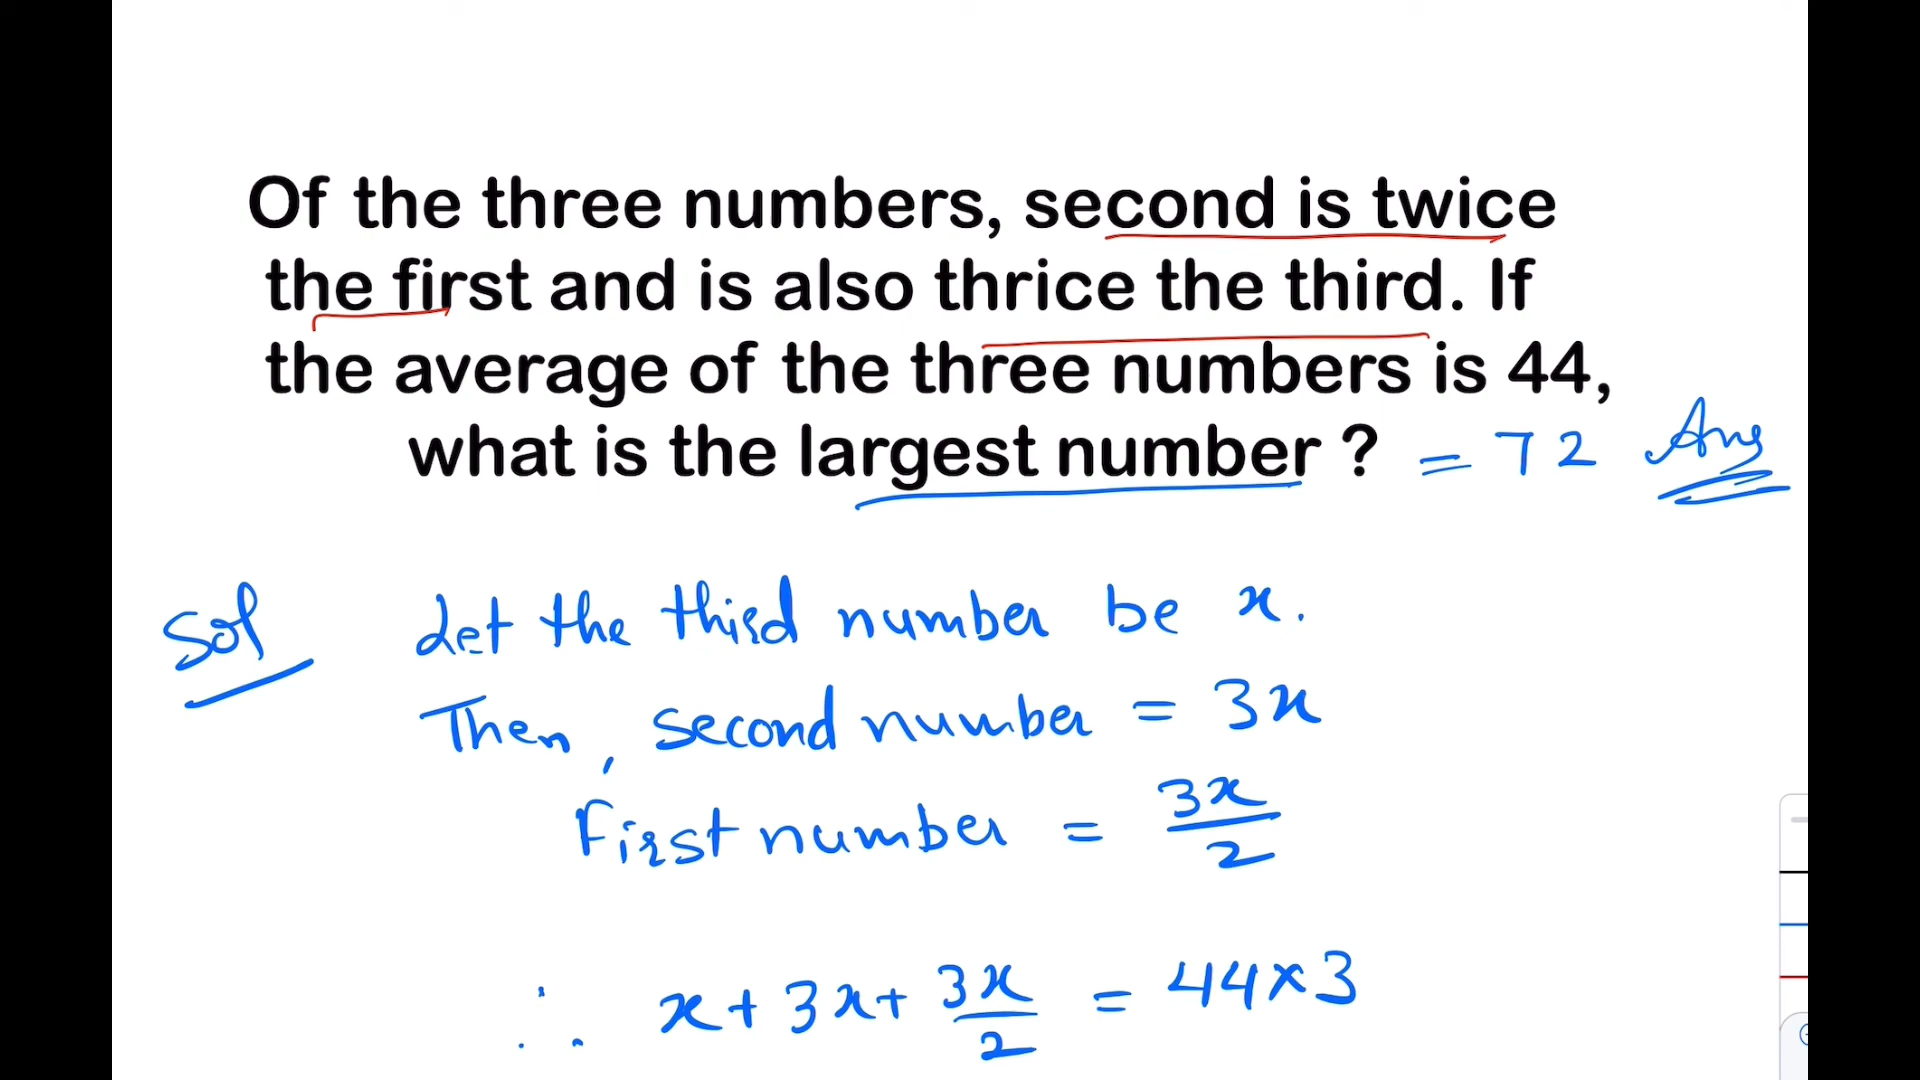 Of the three numbers, second is twice
the first and is also thrice the third. If
the average of the three numbers is 44,
what is the largest number ? = 72 Ans
Sol Let the third number be x.
Then, second number = 3x
First number = 3x/2
∴ x + 3x + 3x/2 = 44×3